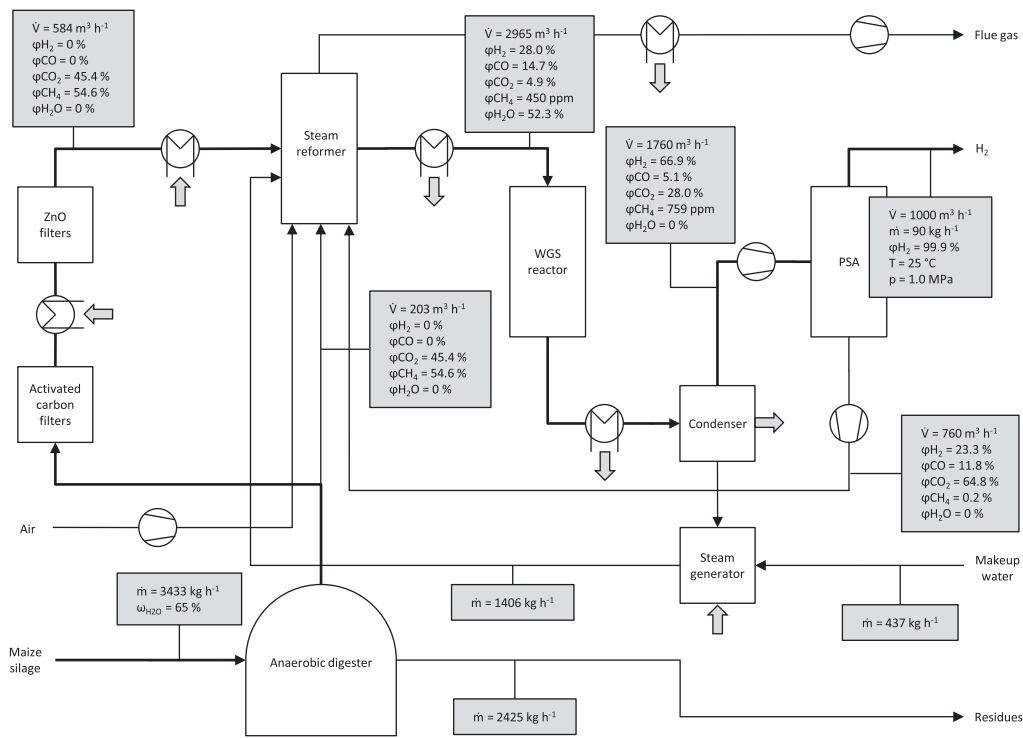 V̇ = 584 m³ h⁻¹
φH₂ = 0 %
φCO = 0 %
φCO₂ = 45.4 %
φCH₄ = 54.6 %
φH₂O = 0 %
V̇ = 2965 m³ h⁻¹
φH₂ = 28.0 %
φCO = 14.7 %
φCO₂ = 4.9 %
φCH₄ = 450 ppm
φH₂O = 52.3 %
Flue gas
Steam
reformer
V̇ = 1760 m³ h⁻¹
φH₂ = 66.9 %
φCO = 5.1 %
φCO₂ = 28.0 %
φCH₄ = 759 ppm
φH₂O = 0 %
H₂
ZnO
filters
WGS
reactor
PSA
V̇ = 1000 m³ h⁻¹
ṁ = 90 kg h⁻¹
φH₂ = 99.9 %
T = 25 °C
p = 1.0 MPa
V̇ = 203 m³ h⁻¹
φH₂ = 0 %
φCO = 0 %
φCO₂ = 45.4 %
φCH₄ = 54.6 %
φH₂O = 0 %
Activated
carbon
filters
Condenser
V̇ = 760 m³ h⁻¹
φH₂ = 23.3 %
φCO = 11.8 %
φCO₂ = 64.8 %
φCH₄ = 0.2 %
φH₂O = 0 %
Air
Steam
generator
Makeup
water
ṁ = 3433 kg h⁻¹
ω_H2O = 65 %
ṁ = 1406 kg h⁻¹
ṁ = 437 kg h⁻¹
Maize
silage
Anaerobic digester
ṁ = 2425 kg h⁻¹
Residues